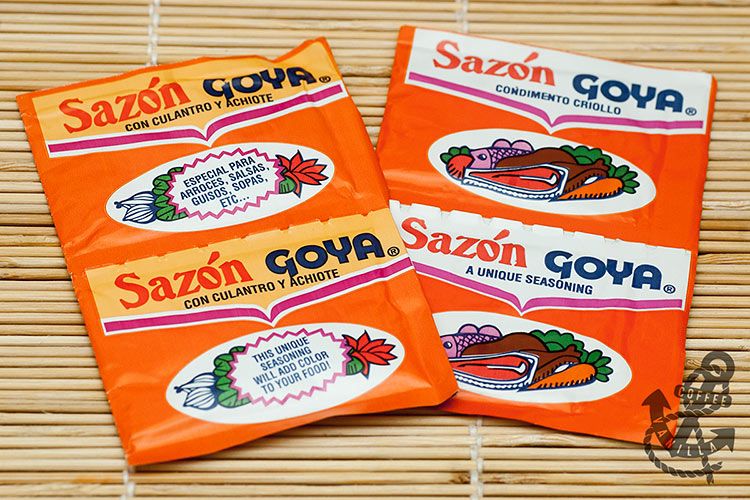 Sazón GOYA®
CON CULANTRO Y ACHIOTE
ESPECIAL PARA
ARROCES, SALSAS,
GUISOS, SOPAS,
ETC...
Sazón GOYA®
CON CULANTRO Y ACHIOTE
THIS UNIQUE
SEASONING
WILL ADD COLOR
TO YOUR FOOD!
Sazón GOYA®
CONDIMENTO CRIOLLO
Sazón GOYA®
A UNIQUE SEASONING
COFFEE